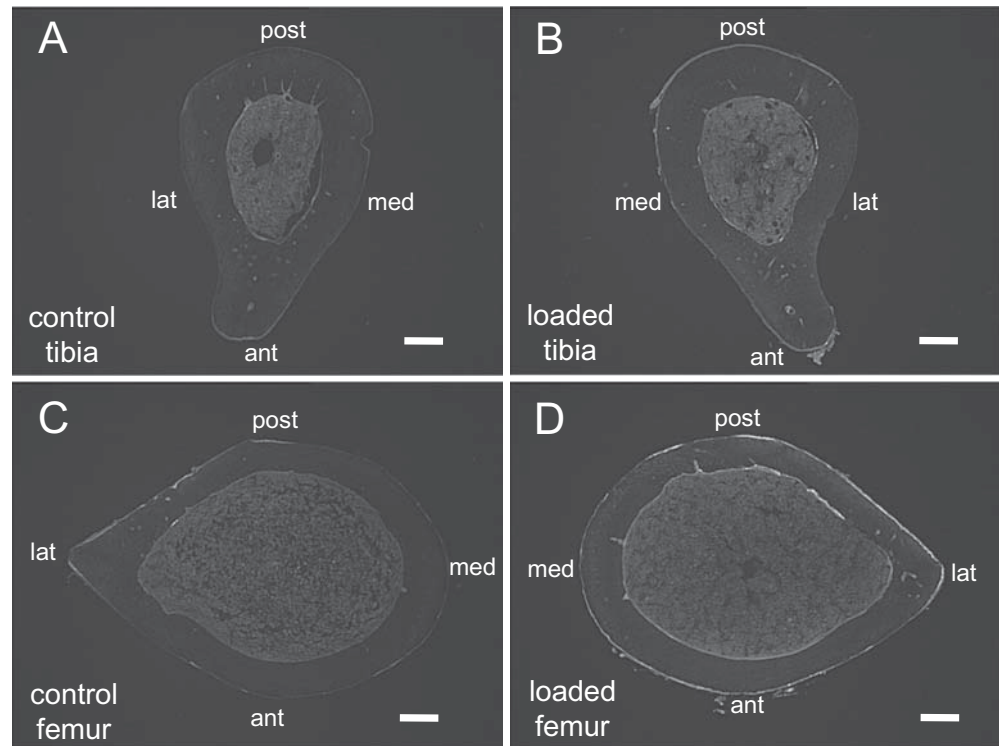 A
post
lat
med
control
tibia
ant
B
post
med
lat
loaded
tibia
ant
C
post
lat
med
control
femur
ant
D
post
med
lat
loaded
femur
ant